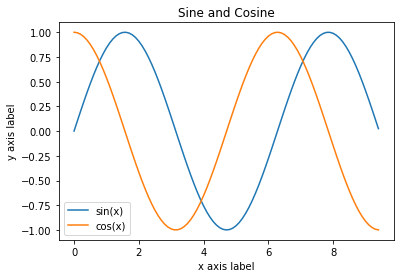 Sine and Cosine
1.00
0.75
0.50
0.25
0.00
−0.25
−0.50
−0.75
−1.00
y axis label
sin(x)
cos(x)
0 2 4 6 8
x axis label